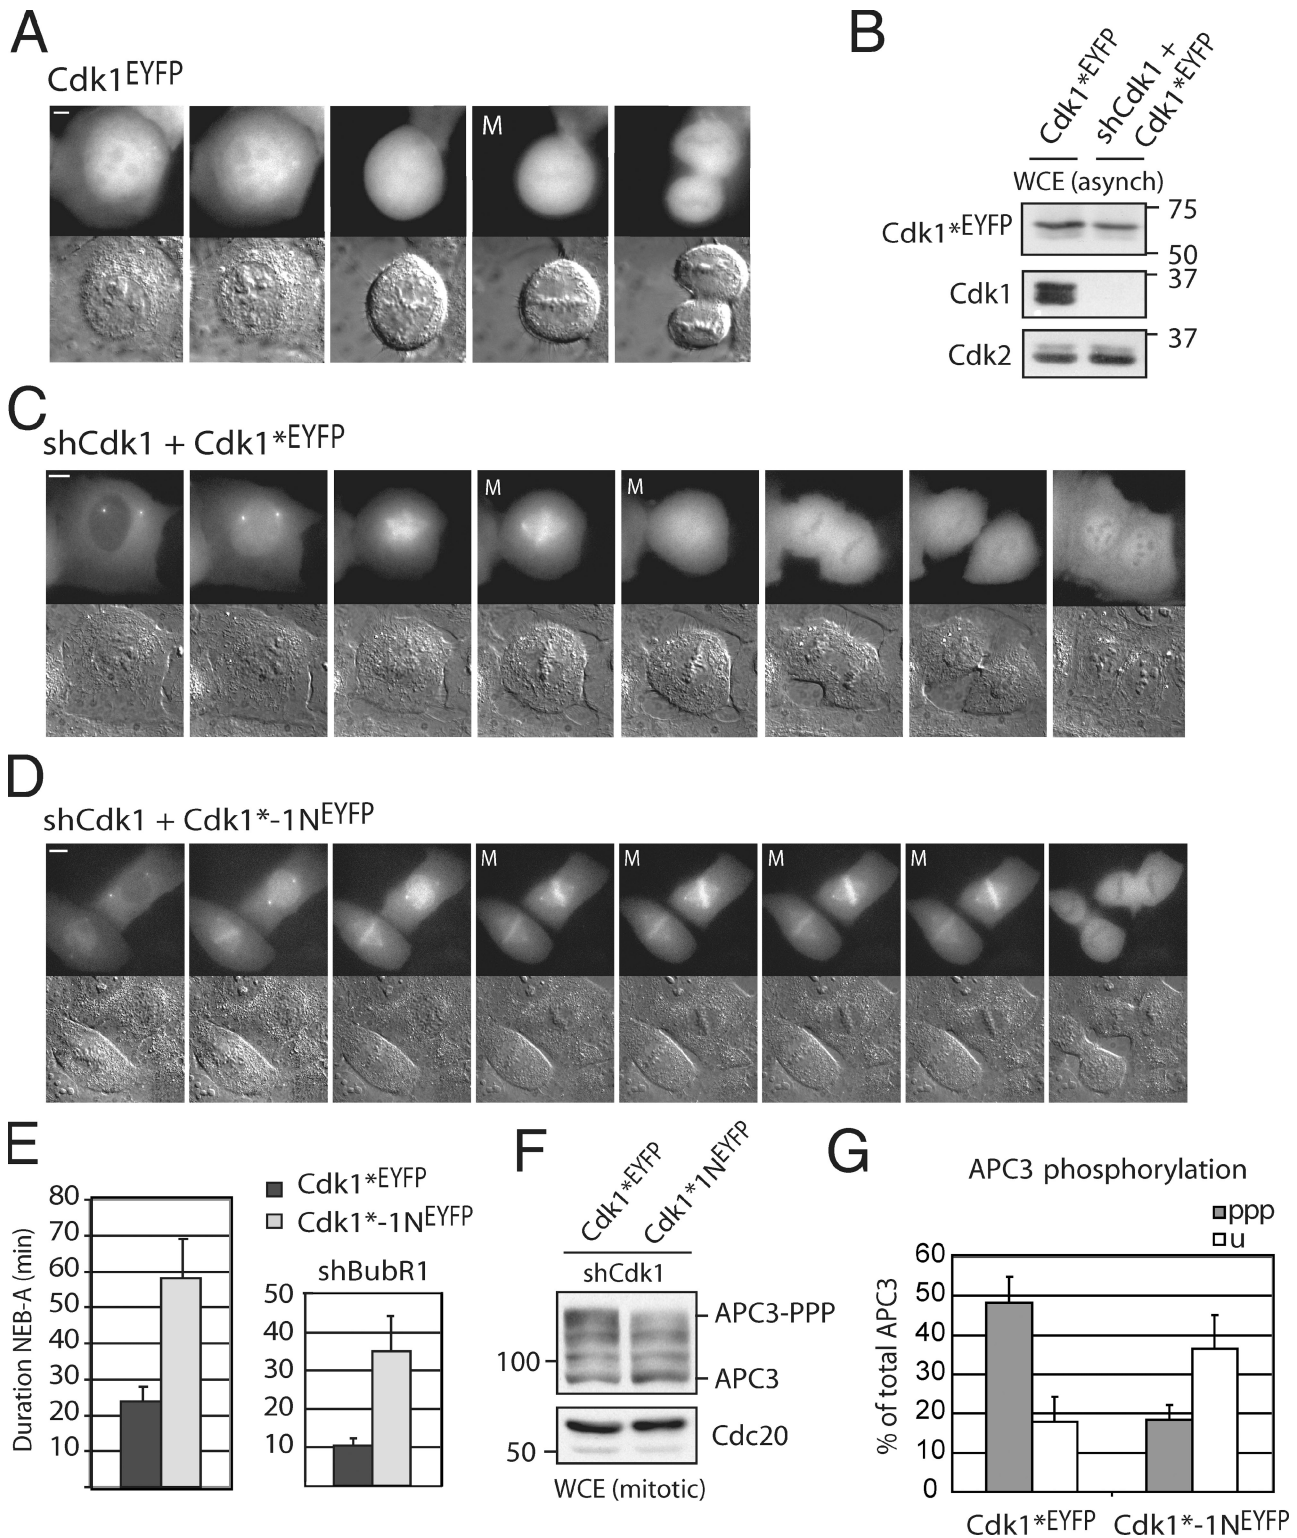 A
Cdk1EYFP
M
B
Cdk1*EYFP
shCdk1 +
Cdk1*EYFP
WCE (asynch)
Cdk1*EYFP
75
50
Cdk1
37
Cdk2
37
C
shCdk1 + Cdk1*EYFP
M
M
D
shCdk1 + Cdk1*-1NEYFP
M
M
M
M
E
Duration NEB-A (min)
80
70
60
50
40
30
20
10
Cdk1*EYFP
Cdk1*-1NEYFP
shBubR1
50
40
30
20
10
F
Cdk1*EYFP
Cdk1*1NEYFP
shCdk1
APC3-PPP
100
APC3
Cdc20
50
WCE (mitotic)
G
APC3 phosphorylation
ppp
u
% of total APC3
60
50
40
30
20
10
0
Cdk1*EYFP
Cdk1*-1NEYFP